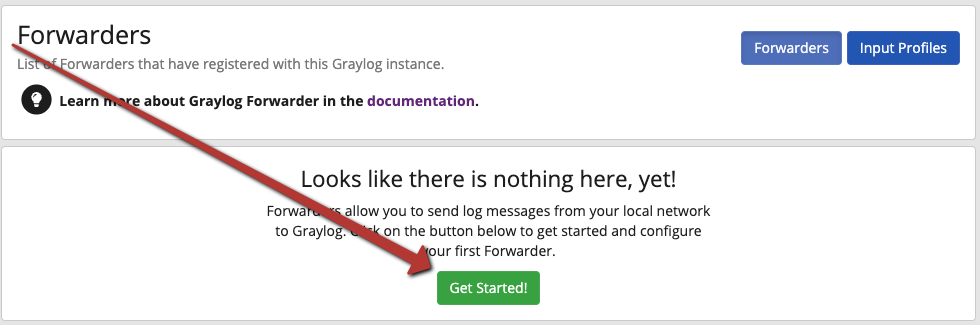 Forwarders
List of Forwarders that have registered with this Graylog instance.
Forwarders
Input Profiles
Learn more about Graylog Forwarder in the documentation.
Looks like there is nothing here, yet!
Forwarders allow you to send log messages from your local network
to Graylog. Click on the button below to get started and configure
your first Forwarder.
Get Started!